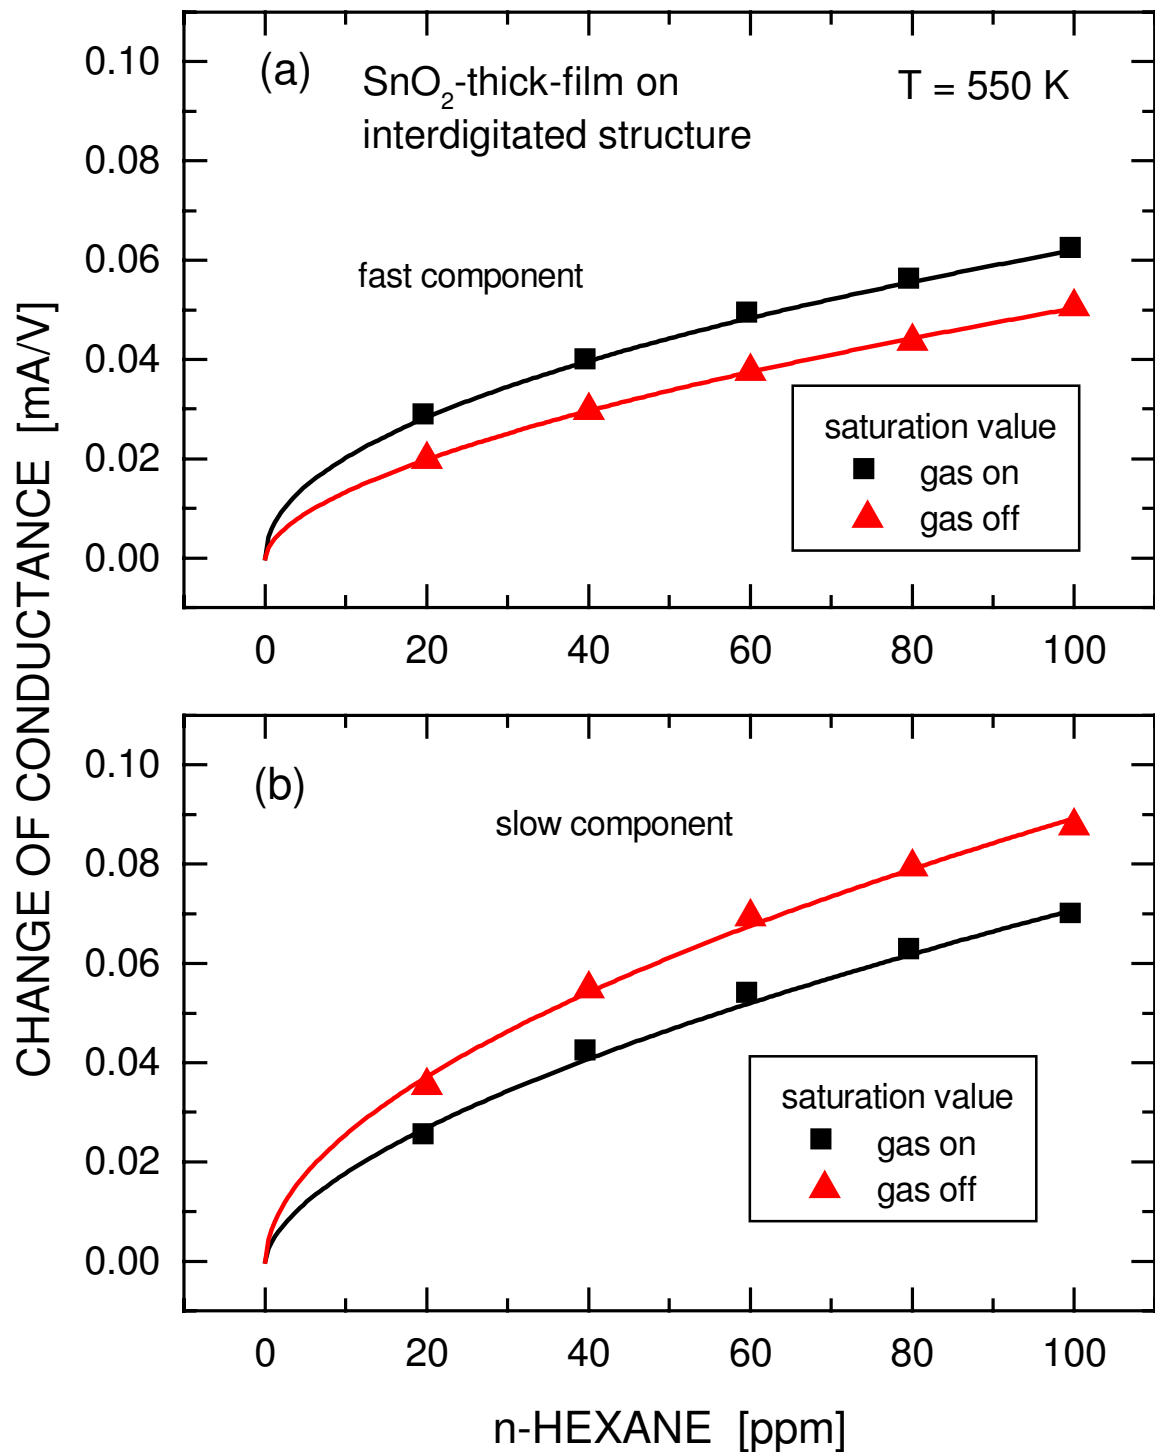 CHANGE OF CONDUCTANCE [mA/V]
(a)
SnO₂-thick-film on
interdigitated structure
T = 550 K
fast component
saturation value
gas on
gas off
0.10
0.08
0.06
0.04
0.02
0.00
0 20 40 60 80 100
(b)
slow component
saturation value
gas on
gas off
0.10
0.08
0.06
0.04
0.02
0.00
0 20 40 60 80 100
n-HEXANE [ppm]